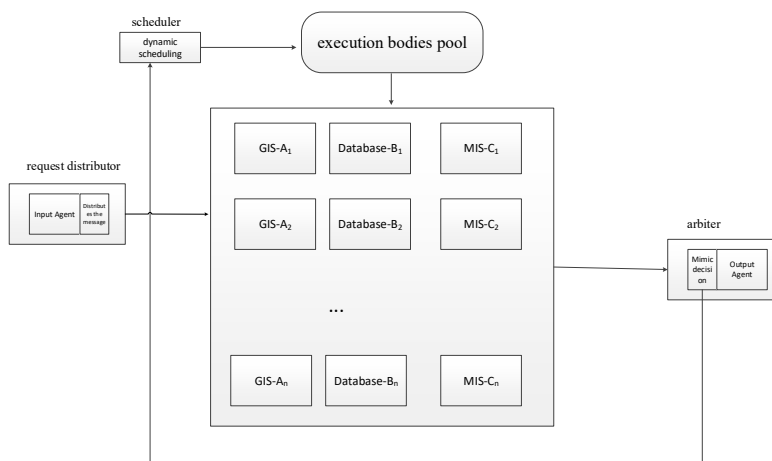 scheduler
dynamic
scheduling
execution bodies pool
GIS-A₁
Database-B₁
MIS-C₁
request distributor
Input Agent
Distribut
es the
message
GIS-A₂
Database-B₂
MIS-C₂
arbiter
Mimic
decisi
on
Output
Agent
...
GIS-Aₙ
Database-Bₙ
MIS-Cₙ